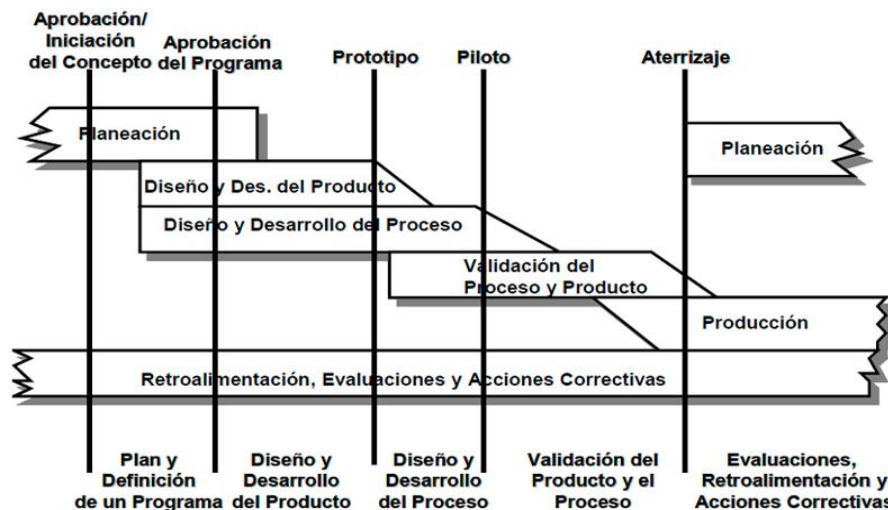 Aprobación/
Iniciación
del Concepto
Aprobación
del Programa
Prototipo
Piloto
Aterrizaje
Planeación
Planeación
Diseño y Des. del Producto
Diseño y Desarrollo del Proceso
Validación del
Proceso y Producto
Producción
Retroalimentación, Evaluaciones y Acciones Correctivas
Plan y
Definición
de un Programa
Diseño y
Desarrollo
del Producto
Diseño y
Desarrollo
del Proceso
Validación del
Producto y el
Proceso
Evaluaciones,
Retroalimentación y
Acciones Correctivas